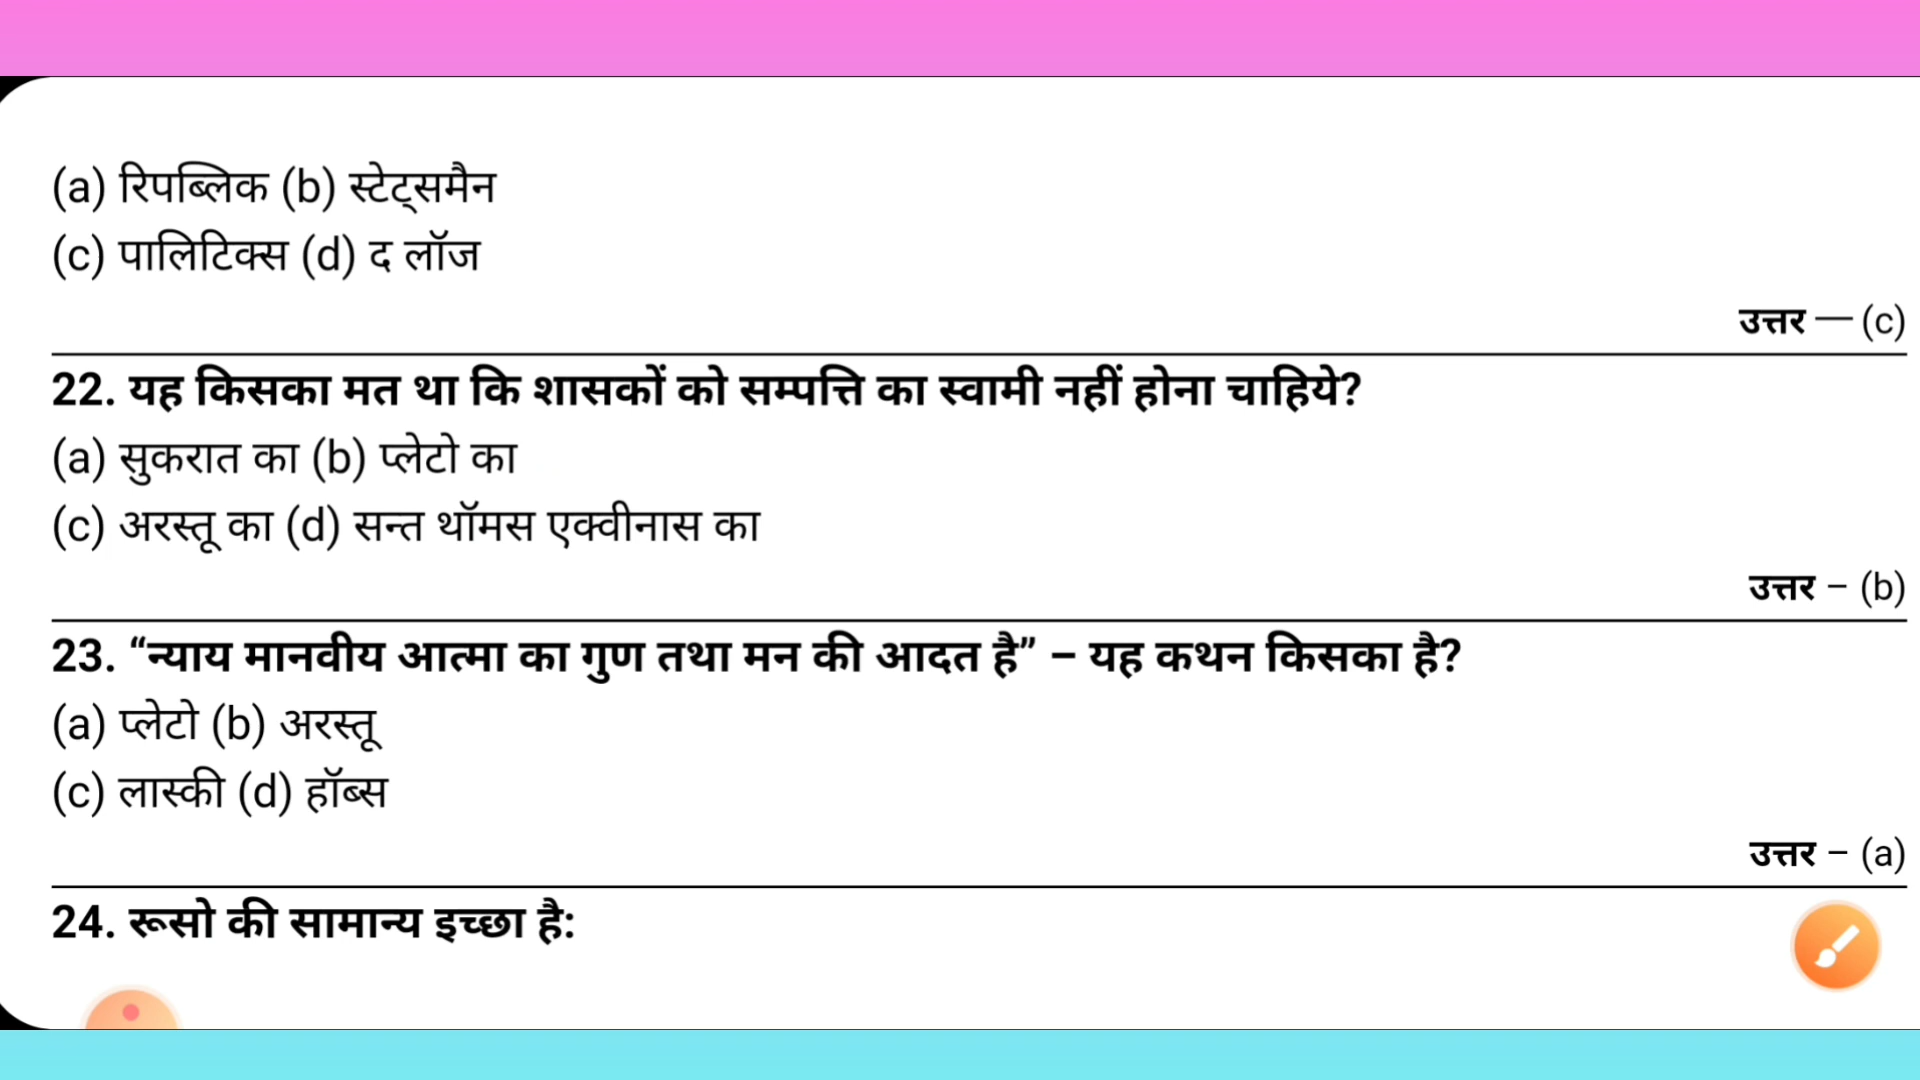 (a) रिपब्लिक (b) स्टेट्समैन
(c) पालिटिक्स (d) द लॉज
उत्तर — (c)
22. यह किसका मत था कि शासकों को सम्पत्ति का स्वामी नहीं होना चाहिये?
(a) सुकरात का (b) प्लेटो का
(c) अरस्तू का (d) सन्त थॉमस एक्वीनास का
उत्तर – (b)
23. “न्याय मानवीय आत्मा का गुण तथा मन की आदत है” – यह कथन किसका है?
(a) प्लेटो (b) अरस्तू
(c) लास्की (d) हॉब्स
उत्तर – (a)
24. रूसो की सामान्य इच्छा है: